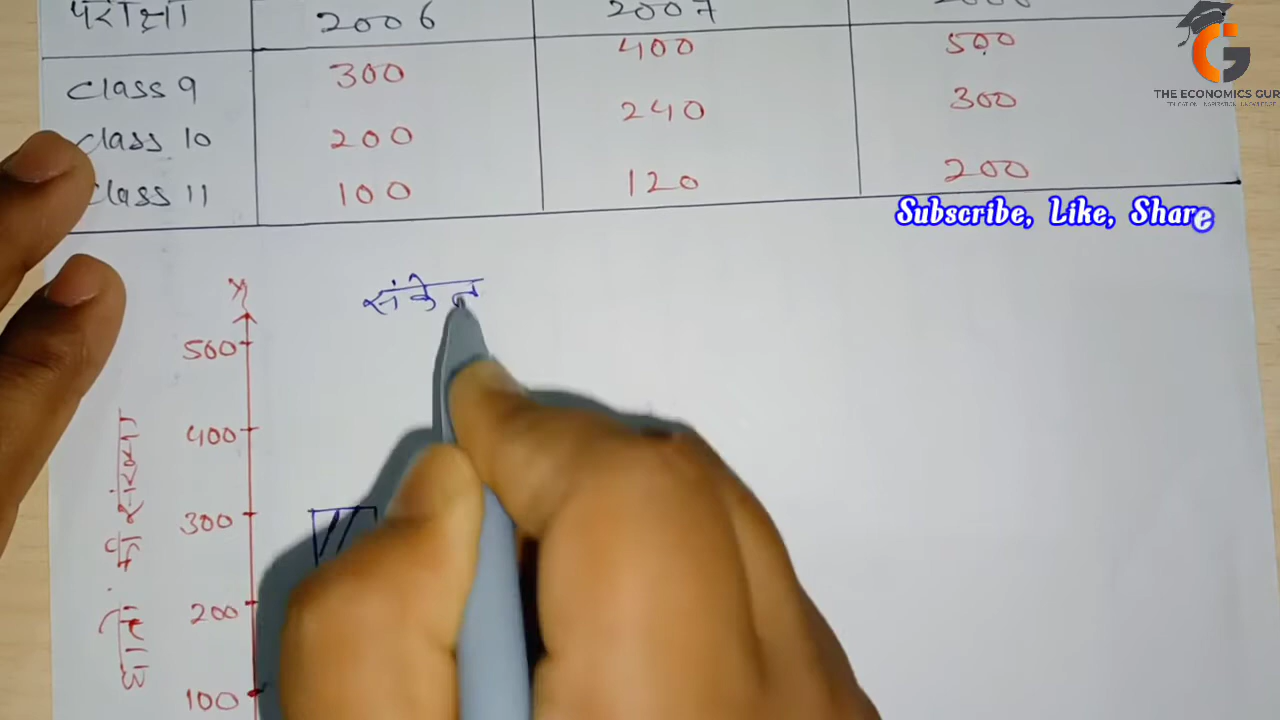 परीक्षा 2006 2007
Class 9 300 400 500
Class 10 200 240 300
Class 11 100 120 200
THE ECONOMICS GUR
Subscribe, Like, Share
संकेत
Y
500
400
300
200
100
छात्रों की संख्या